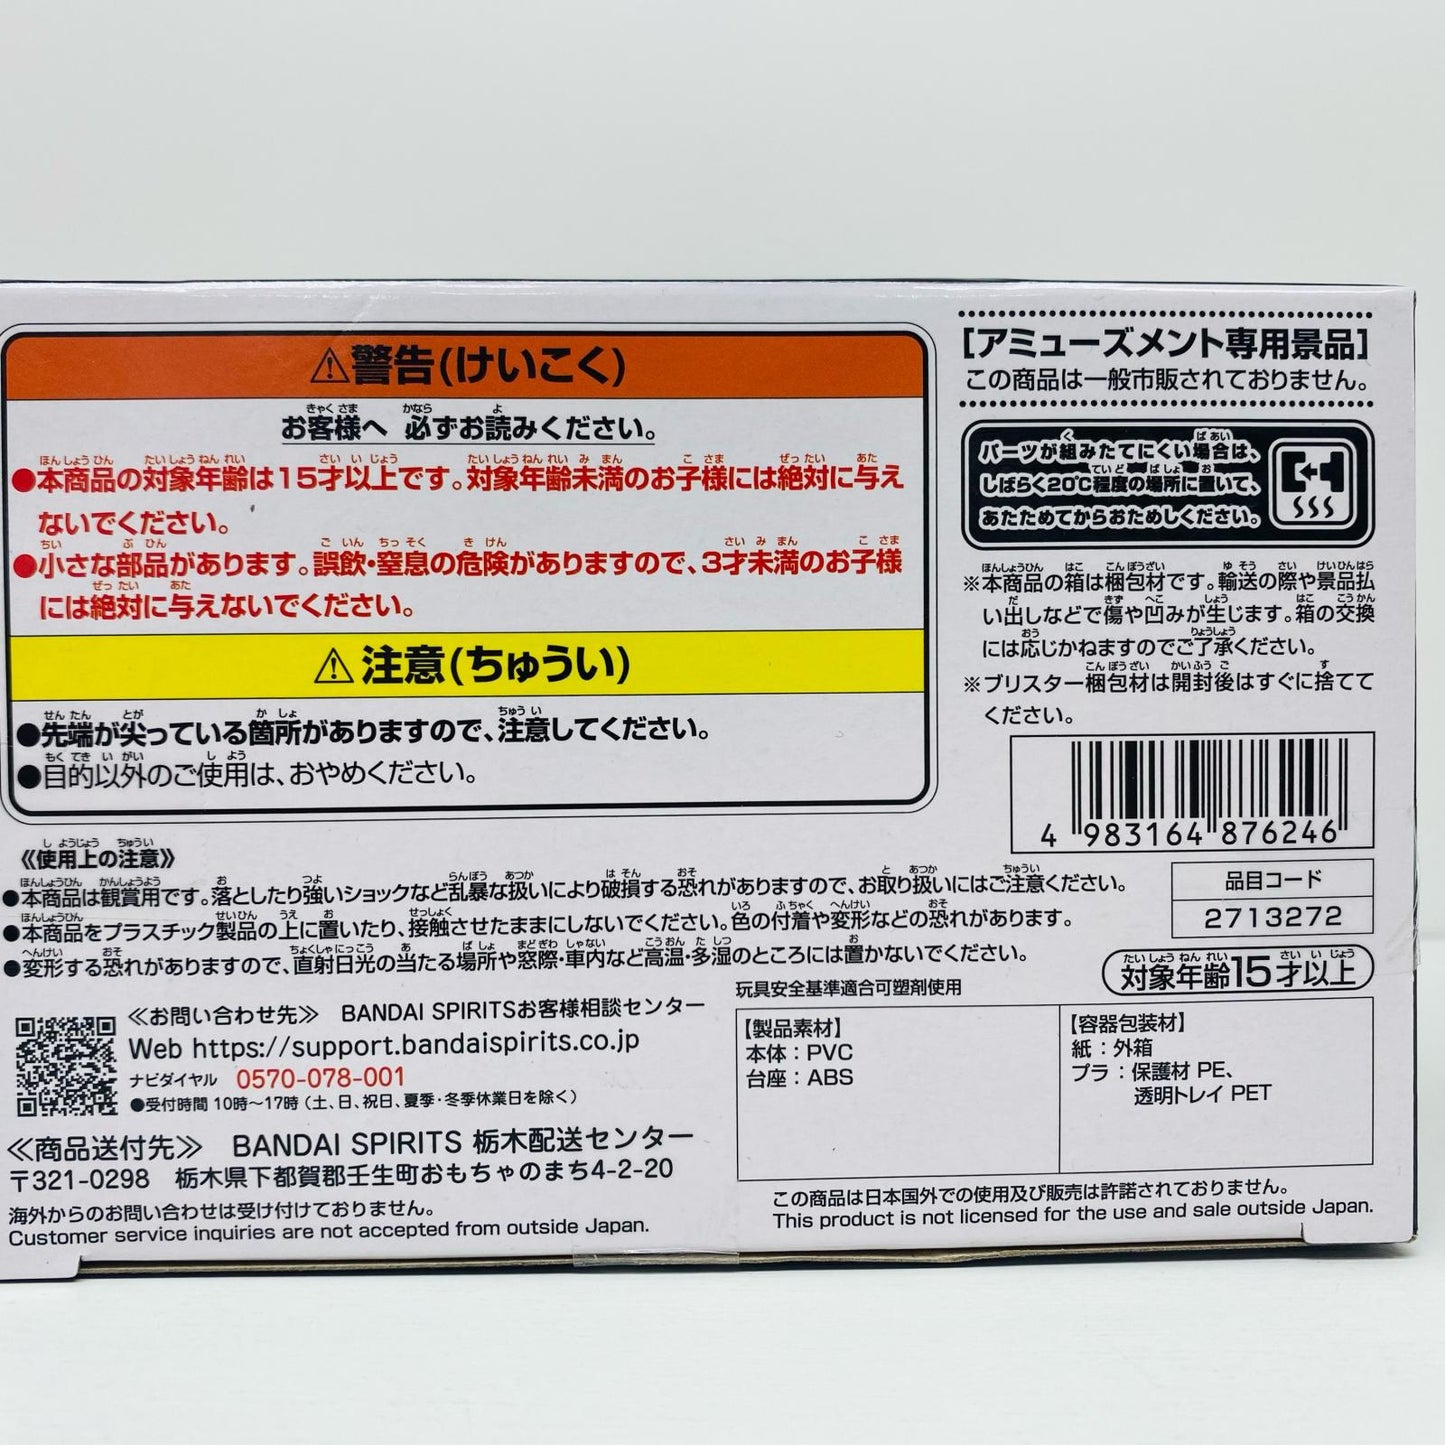 ⚠警告(けいこく)
お客様へ 必ずお読みください。
●本商品の対象年齢は15才以上です。対象年齢未満のお子様には絶対に与え
ないでください。
●小さな部品があります。誤飲・窒息の危険がありますので、3才未満のお子様
には絶対に与えないでください。
⚠注意(ちゅうい)
●先端が尖っている箇所がありますので、注意してください。
●目的以外のご使用は、おやめください。
[アミューズメント専用景品]
この商品は一般市販されておりません。
パーツが組みたてにくい場合は、
しばらく20℃程度の場所に置いて、
あたためてからおためしください。
※本商品の箱は梱包材です。輸送の際や景品払
い出しなどで傷や凹みが生じます。箱の交換
には応じかねますのでご了承ください。
※ブリスター梱包材は開封後はすぐに捨てて
ください。
4 983164 876246
品目コード
2713272
対象年齢15才以上
《使用上の注意》
●本商品は観賞用です。落としたり強いショックなど乱暴な扱いにより破損する恐れがありますので、お取り扱いにはご注意ください。
●本商品をプラスチック製品の上に置いたり、接触させたままにしないでください。色の付着や変形などの恐れがあります。
●変形する恐れがありますので、直射日光の当たる場所や窓際・車内など高温・多湿のところには置かないでください。
≪お問い合わせ先≫ BANDAI SPIRITSお客様相談センター
Web https://support.bandaispirits.co.jp
ナビダイヤル 0570-078-001
●受付時間 10時〜17時 (土、日、祝日、夏季・冬季休業日を除く)
≪商品送付先≫ BANDAI SPIRITS 栃木配送センター
〒321-0298 栃木県下都賀郡壬生町おもちゃのまち4-2-20
海外からのお問い合わせは受け付けておりません。
Customer service inquiries are not accepted from outside Japan.
玩具安全基準適合可塑剤使用
【製品素材】
本体：PVC
台座：ABS
【容器包装材】
紙：外箱
プラ：保護材 PE、
透明トレイ PET
この商品は日本国外での使用及び販売は許諾されておりません。
This product is not licensed for the use and sale outside Japan.